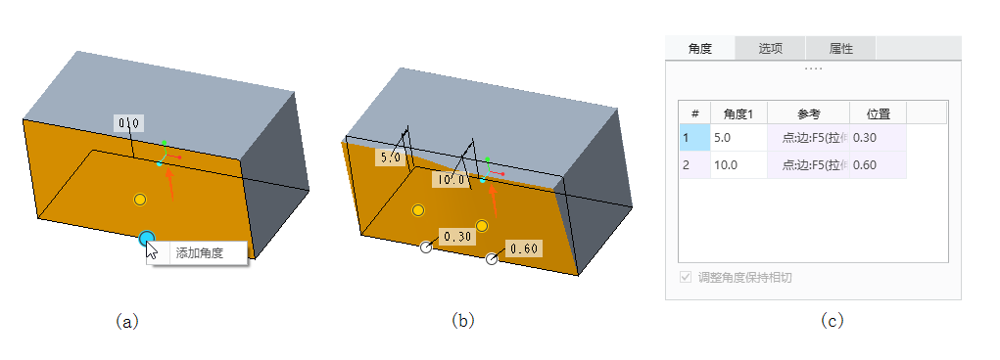 0.0
添加角度
(a)
5.0
10.0
0.30
0.60
(b)
角度 选项 属性
# 角度1 参考 位置
1 5.0 点:边:F5(拉伸 0.30
2 10.0 点:边:F5(拉伸 0.60
调整角度保持相切
(c)